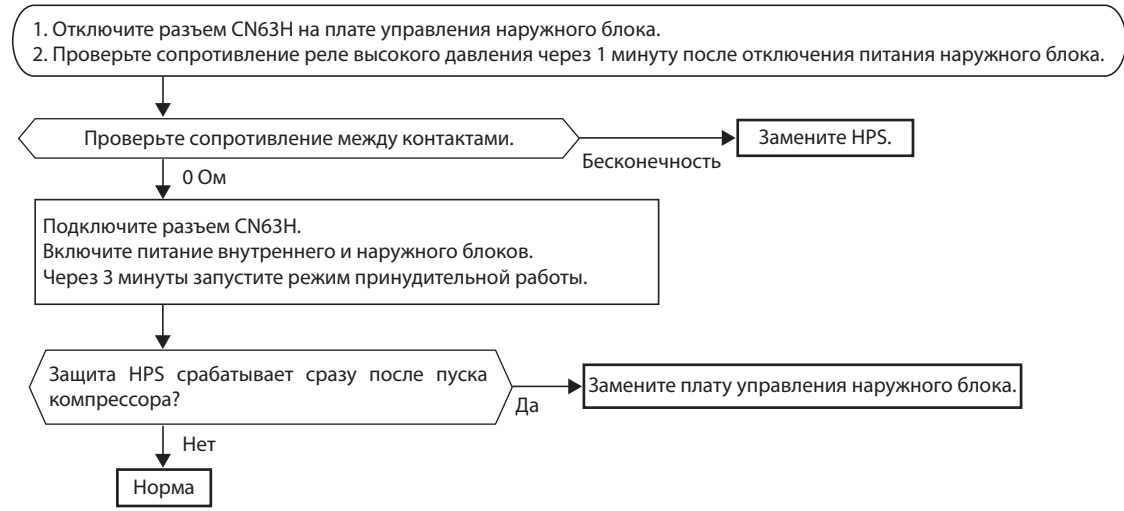 1. Отключите разъем CN63H на плате управления наружного блока.
2. Проверьте сопротивление реле высокого давления через 1 минуту после отключения питания наружного блока.
Проверьте сопротивление между контактами.
Замените HPS.
Бесконечность
0 Ом
Подключите разъем CN63H.
Включите питание внутреннего и наружного блоков.
Через 3 минуты запустите режим принудительной работы.
Защита HPS срабатывает сразу после пуска
компрессора?
Замените плату управления наружного блока.
Да
Нет
Норма